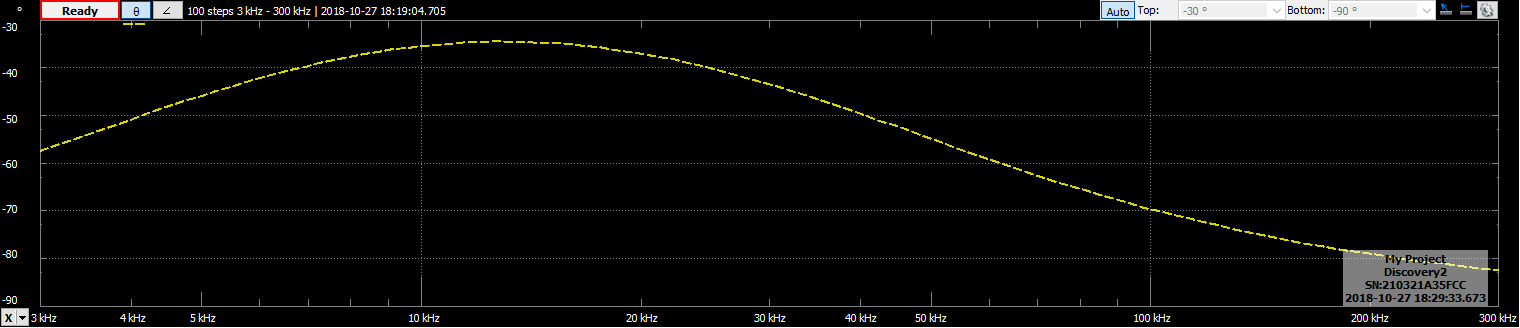 ° Ready θ ∠ 100 steps 3 kHz - 300 kHz | 2018-10-27 18:19:04.705 Auto Top: -30 ° Bottom: -90 °
-30
-40
-50
-60
-70
-80
-90
My Project
Discovery2
SN:210321A35FCC
2018-10-27 18:29:33.673
X 3 kHz 4 kHz 5 kHz 10 kHz 20 kHz 30 kHz 40 kHz 50 kHz 100 kHz 200 kHz 300 kHz